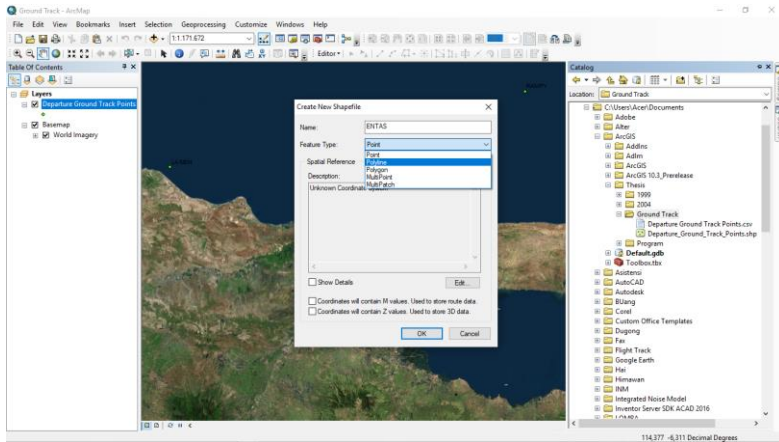 Ground Track - ArcMap
File Edit View Bookmarks Insert Selection Geoprocessing Customize Windows Help
1:1.171.672
Editor
Table Of Contents
Layers
Departure Ground Track Points
Basemap
World Imagery
Create New Shapefile
Name: ENTAS
Feature Type: Point
Point
Polyline
Polygon
MultiPoint
MultiPatch
Spatial Reference
Description:
Unknown Coordinate System
Show Details
Edit...
Coordinates will contain M values. Used to store route data.
Coordinates will contain Z values. Used to store 3D data.
OK Cancel
Catalog
Location: Ground Track
C:\Users\Acer\Documents
Adobe
Alter
ArcGIS
AddIns
Adlm
ArcGIS
ArcGIS 10.3_Prerelease
Thesis
1999
2004
Ground Track
Departure Ground Track Points.csv
Departure_Ground_Track_Points.shp
Program
Default.gdb
Toolbox.tbx
Asistensi
AutoCAD
Autodesk
BUang
Corel
Custom Office Templates
Dugong
Fax
Flight Track
Google Earth
Hai
Himawan
INM
Integrated Noise Model
Inventor Server SDK ACAD 2016
LOMBA
114,377 -6,311 Decimal Degrees